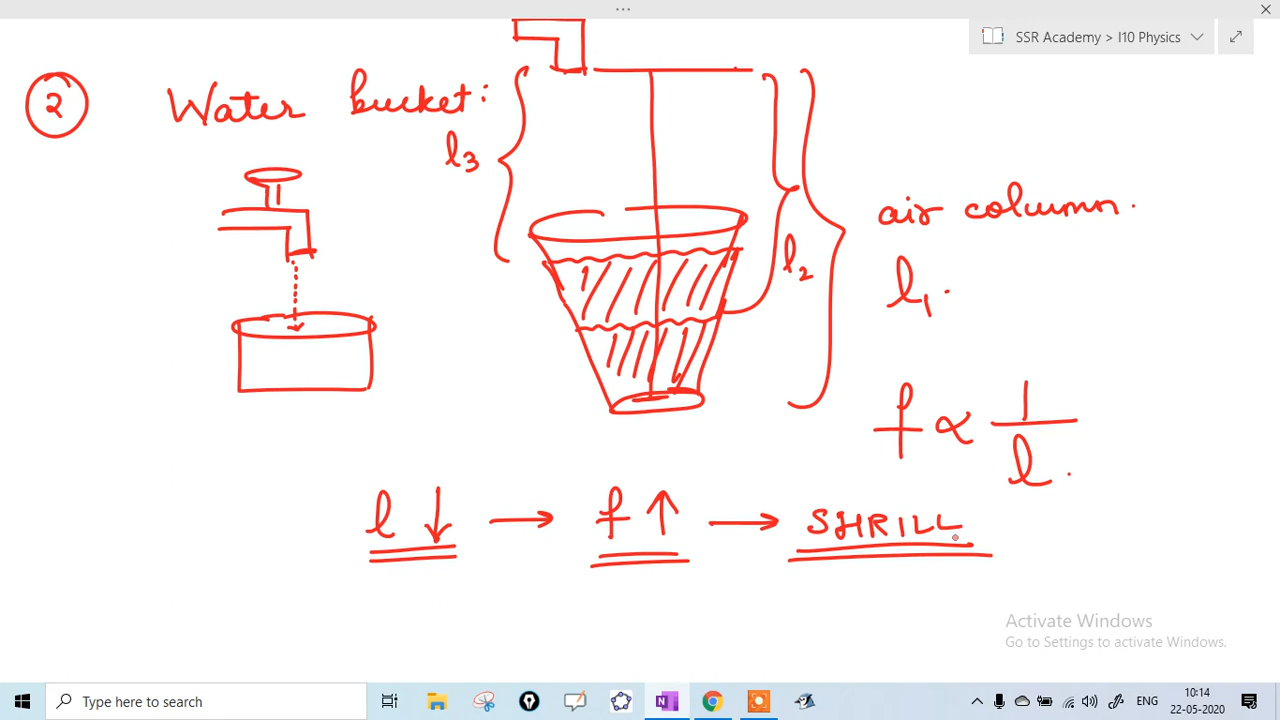 ...
SSR Academy > I10 Physics
2 Water bucket:
l3
l2
air column.
l1.
f ∝ 1/l.
l ↓ → f ↑ → SHRILL
Activate Windows
Go to Settings to activate Windows.
Type here to search
N
ENG
10:14
22-05-2020